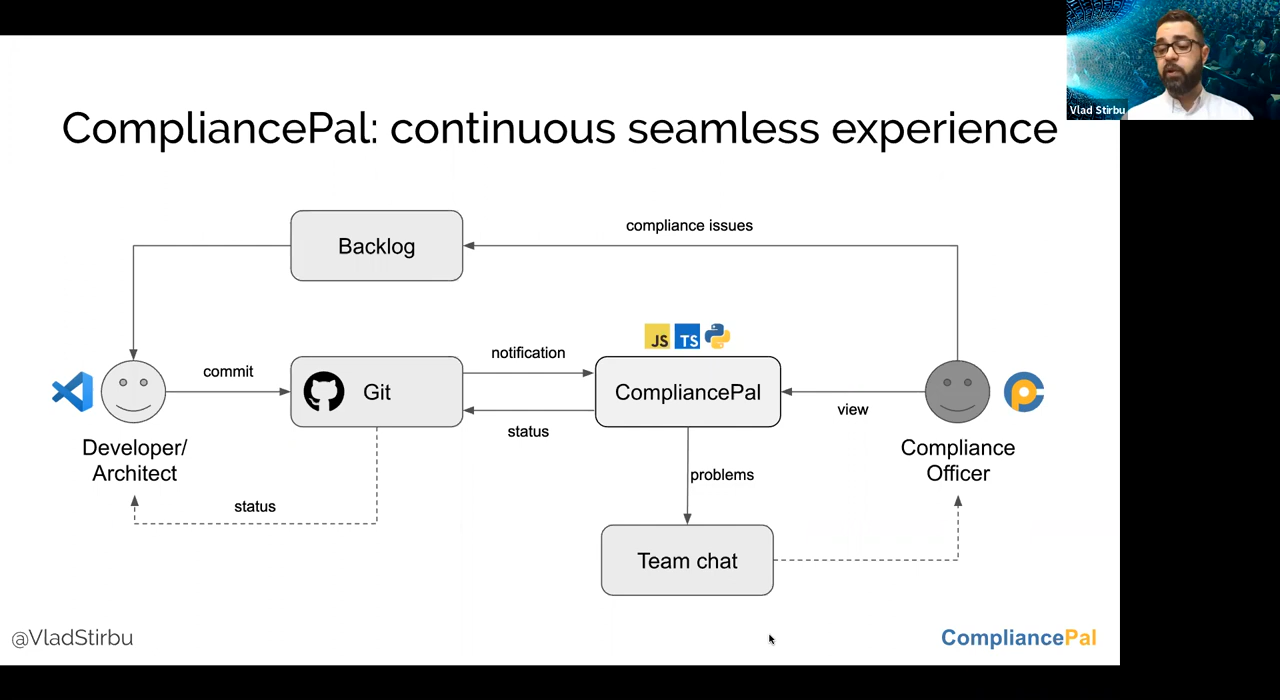 Vlad Stirbu
CompliancePal: continuous seamless experience
compliance issues
Backlog
JS
TS
notification
commit
Git
CompliancePal
view
status
Developer/
Architect
Compliance
Officer
problems
status
Team chat
@VladStirbu
CompliancePal